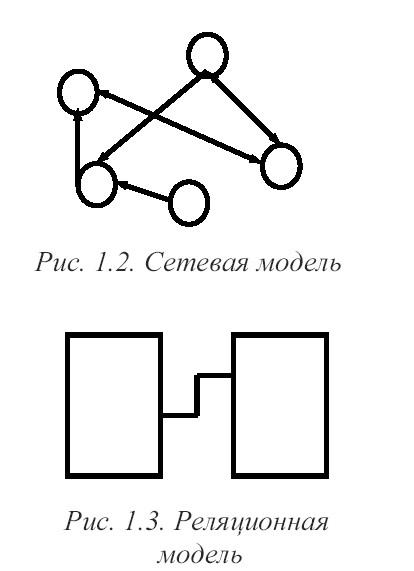 Рис. 1.2. Сетевая модель
Рис. 1.3. Реляционная
модель